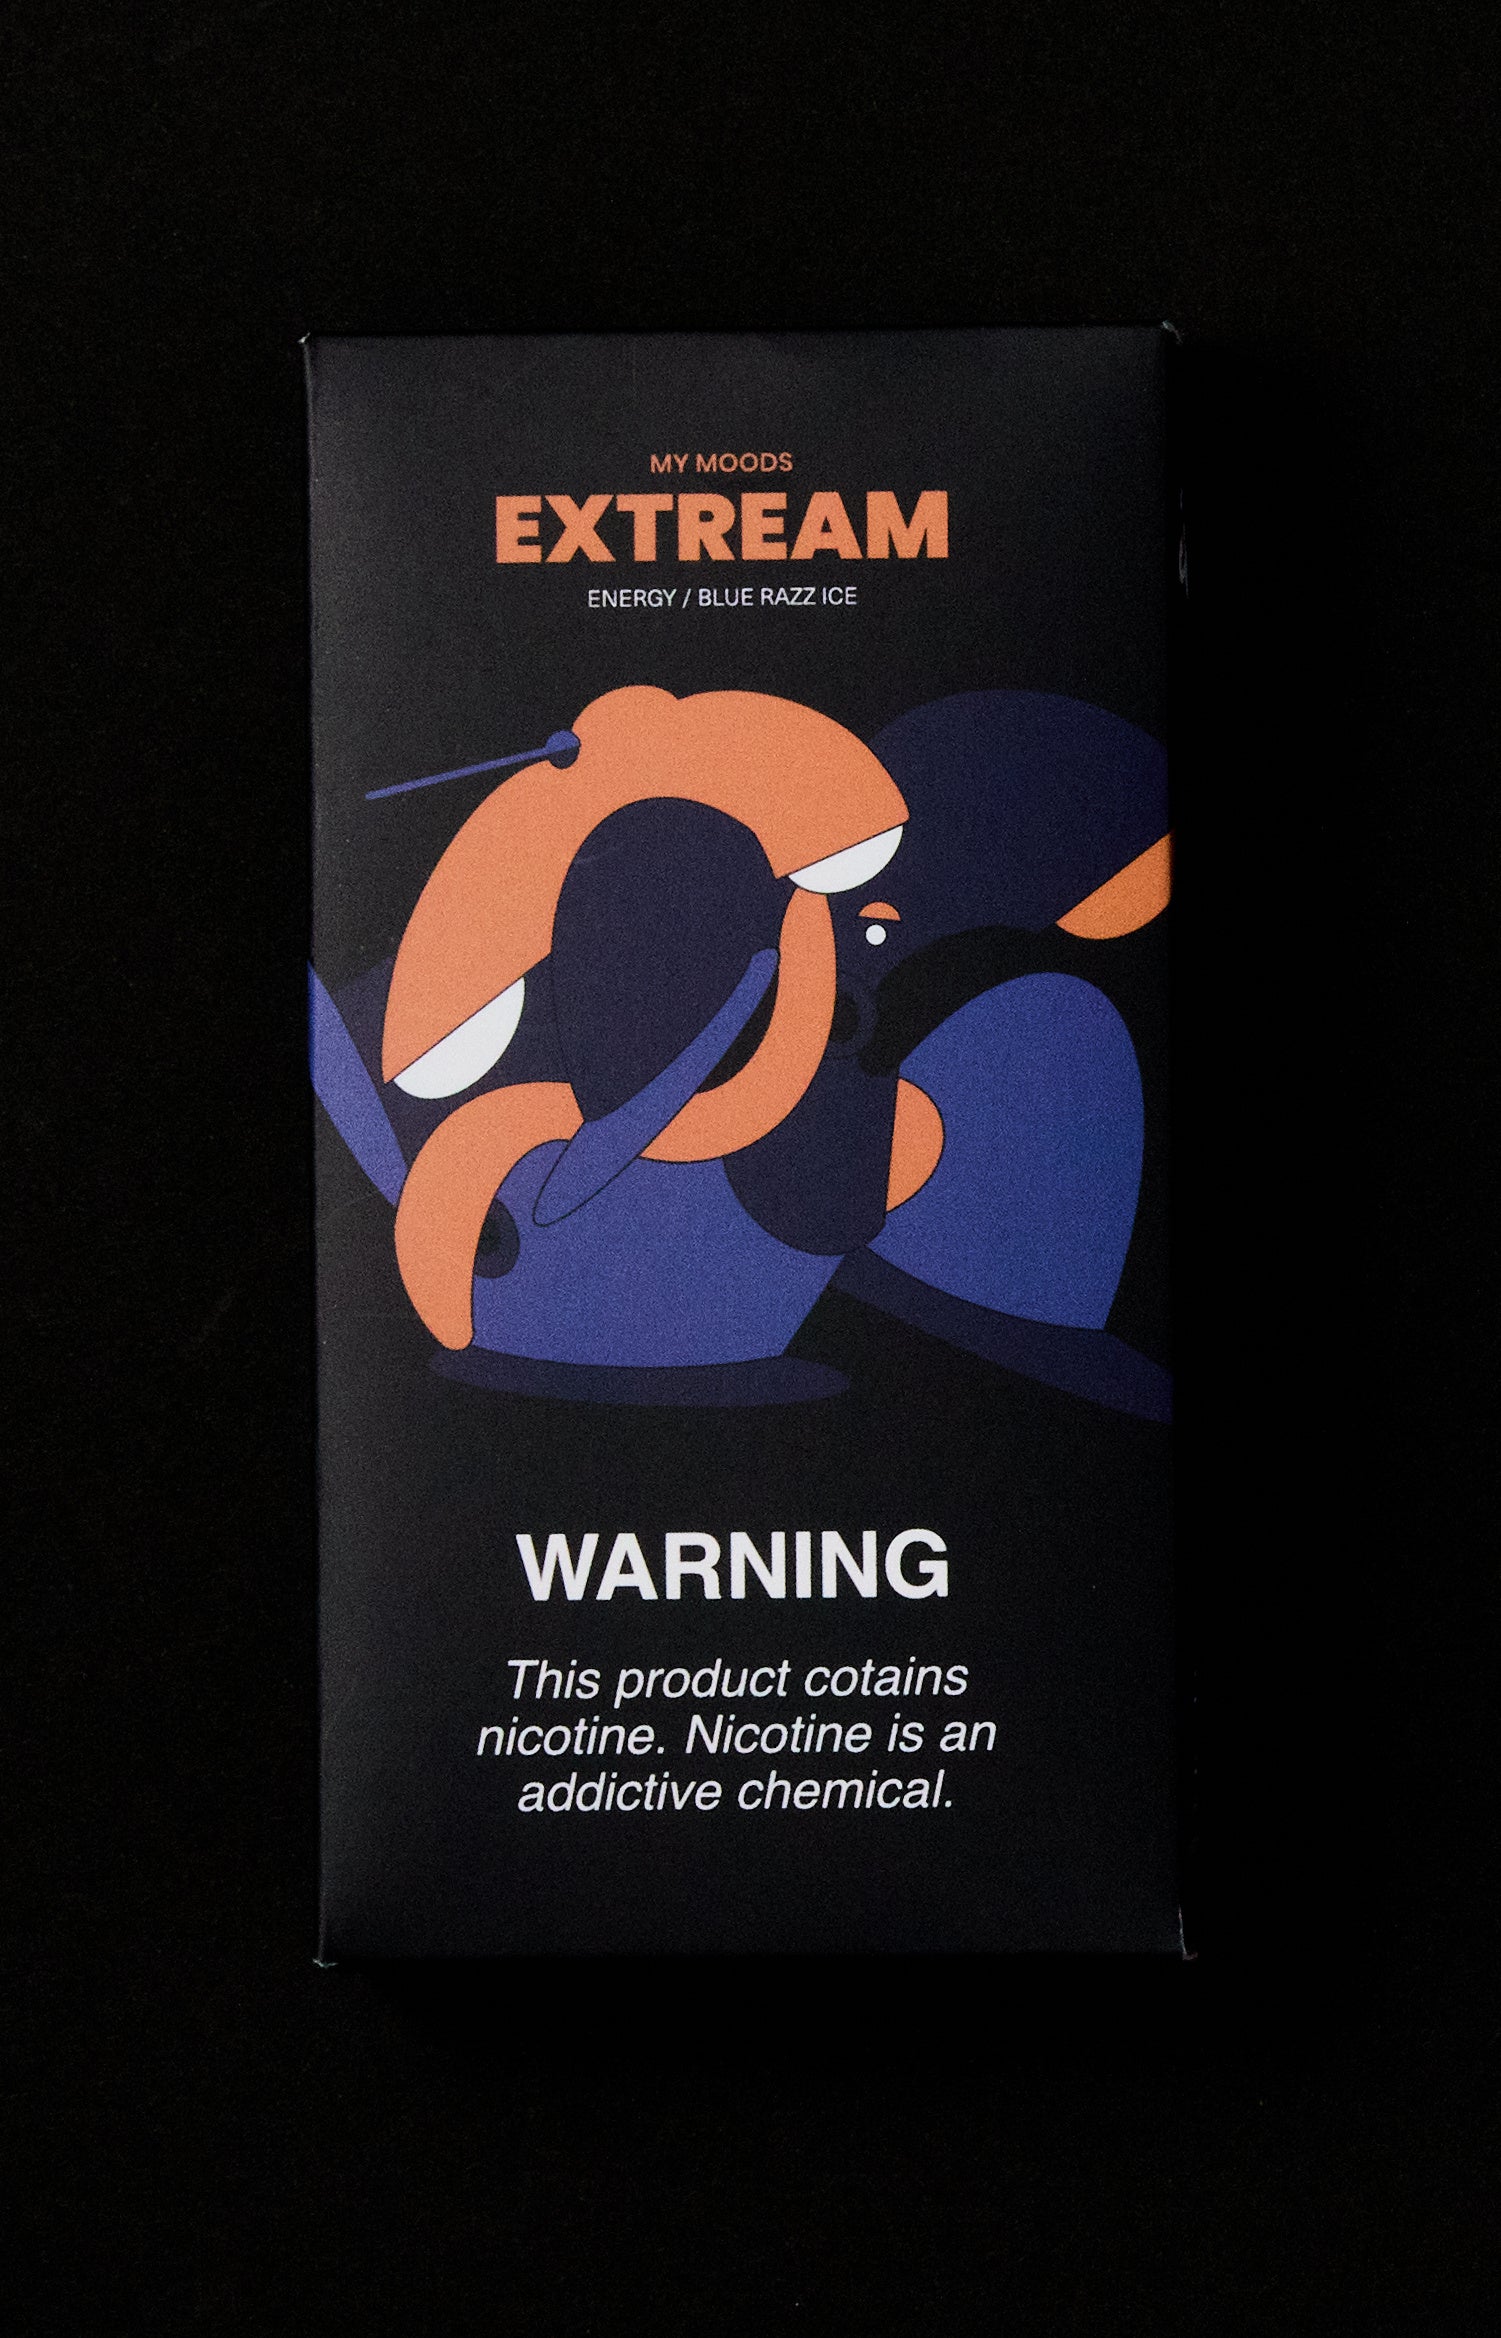 MY MOODS
EXTREAM
ENERGY / BLUE RAZZ ICE
WARNING
This product cotains
nicotine. Nicotine is an
addictive chemical.